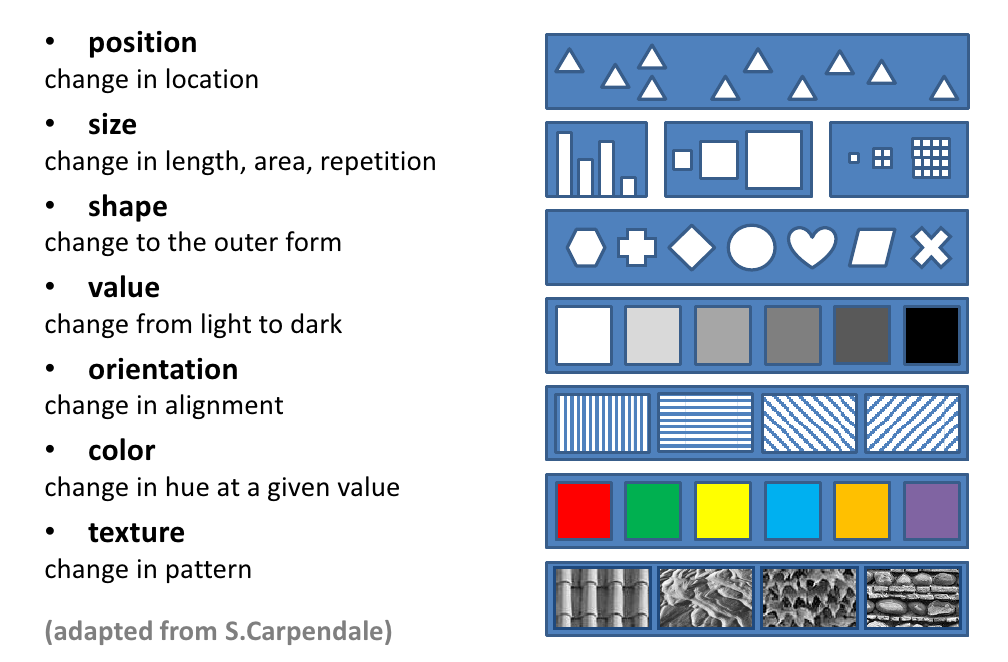 • position
change in location
• size
change in length, area, repetition
• shape
change to the outer form
• value
change from light to dark
• orientation
change in alignment
• color
change in hue at a given value
• texture
change in pattern
(adapted from S.Carpendale)